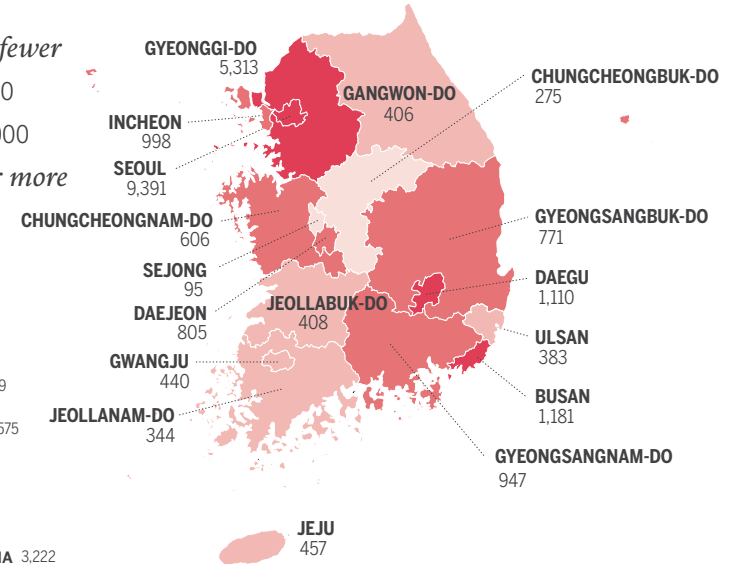 fewer
0
000
more
9
575
3,222
GYEONGGI-DO
5,313
GANGWON-DO
406
CHUNGCHEONGBUK-DO
275
INCHEON
998
SEOUL
9,391
CHUNGCHEONGNAM-DO
606
GYEONGSANGBUK-DO
771
SEJONG
95
DAEGU
1,110
DAEJEON
805
JEOLLABUK-DO
408
ULSAN
383
GWANGJU
440
BUSAN
1,181
JEOLLANAM-DO
344
GYEONGSANGNAM-DO
947
JEJU
457